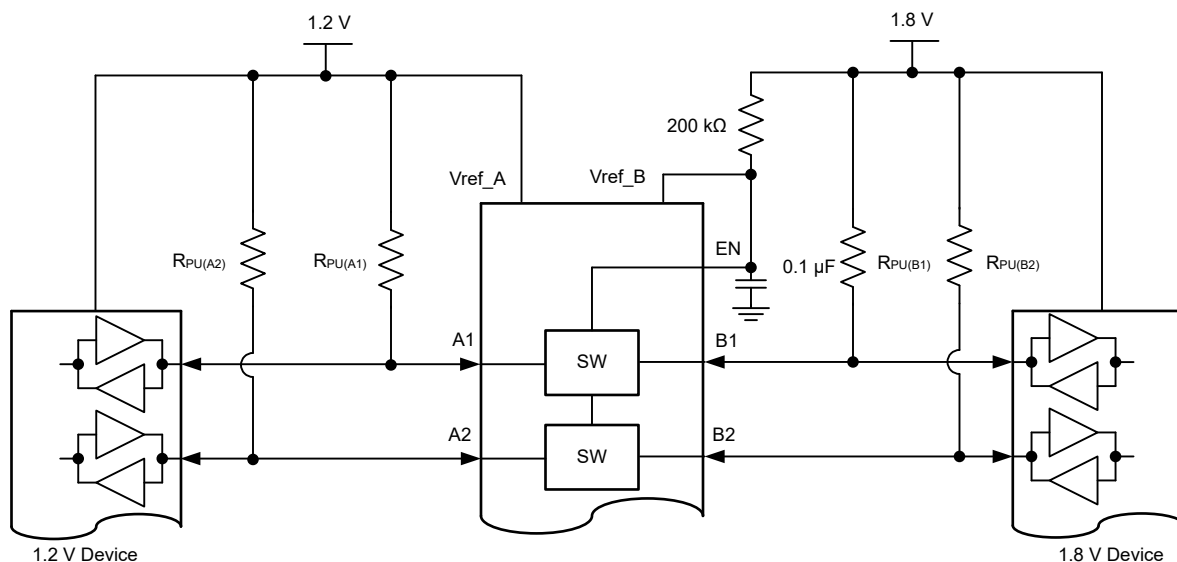 1.2 V
1.8 V
200 kΩ
Vref_A
Vref_B
EN
RPU(A2)
RPU(A1)
0.1 µF
RPU(B1)
RPU(B2)
A1
SW
B1
A2
SW
B2
1.2 V Device
1.8 V Device